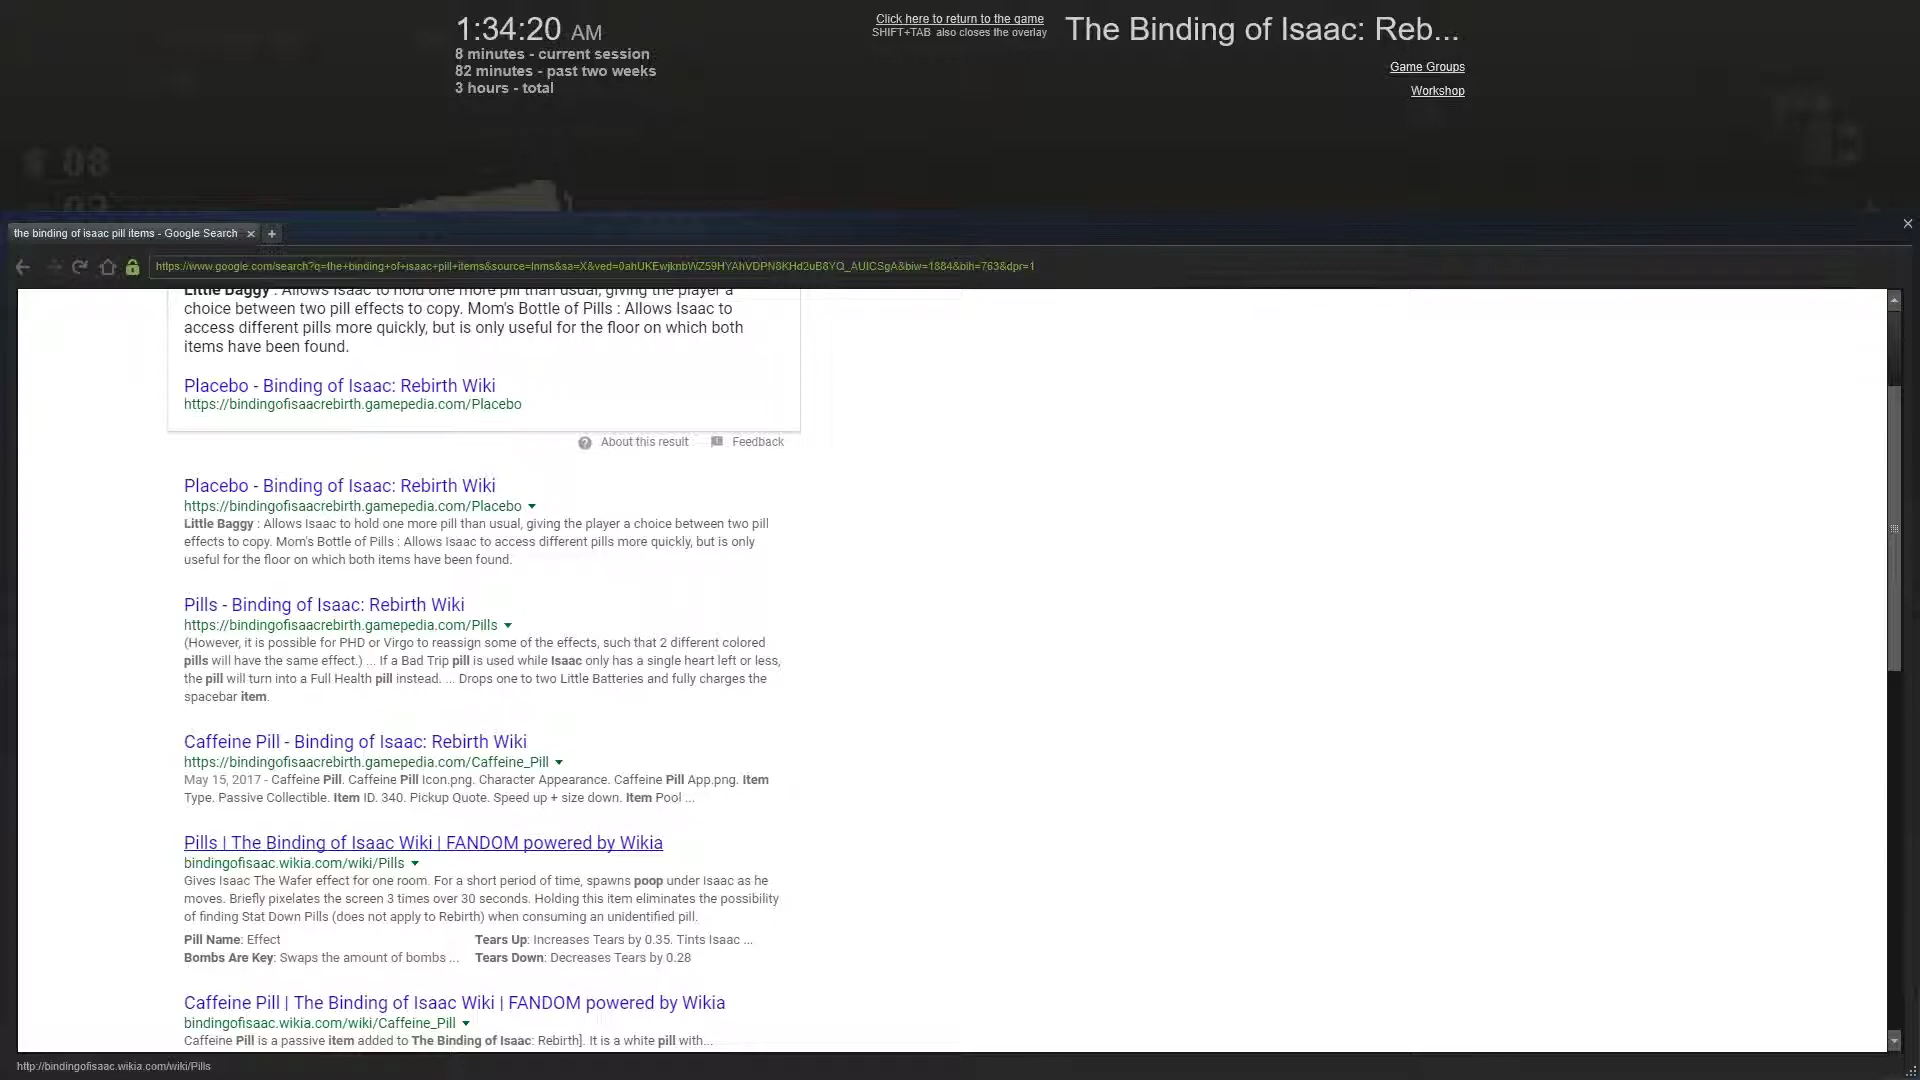 1:34:20 AM
8 minutes - current session
82 minutes - past two weeks
3 hours - total
Click here to return to the game
SHIFT+TAB also closes the overlay
The Binding of Isaac: Reb...
Game Groups
Workshop
08
the binding of isaac pill items - Google Search
Little Baggy : Allows Isaac to hold one more pill than usual, giving the player a
choice between two pill effects to copy. Mom's Bottle of Pills : Allows Isaac to
access different pills more quickly, but is only useful for the floor on which both
items have been found.
Placebo - Binding of Isaac: Rebirth Wiki
https://bindingofisaacrebirth.gamepedia.com/Placebo
About this result
Feedback
Placebo - Binding of Isaac: Rebirth Wiki
https://bindingofisaacrebirth.gamepedia.com/Placebo
Little Baggy : Allows Isaac to hold one more pill than usual, giving the player a choice between two pill
effects to copy. Mom's Bottle of Pills : Allows Isaac to access different pills more quickly, but is only
useful for the floor on which both items have been found.
Pills - Binding of Isaac: Rebirth Wiki
https://bindingofisaacrebirth.gamepedia.com/Pills
(However, it is possible for PHD or Virgo to reassign some of the effects, such that 2 different colored
pills will have the same effect.) ... If a Bad Trip pill is used while Isaac only has a single heart left or less,
the pill will turn into a Full Health pill instead. ... Drops one to two Little Batteries and fully charges the
spacebar item.
Caffeine Pill - Binding of Isaac: Rebirth Wiki
https://bindingofisaacrebirth.gamepedia.com/Caffeine_Pill
May 15, 2017 - Caffeine Pill. Caffeine Pill Icon.png. Character Appearance. Caffeine Pill App.png. Item
Type. Passive Collectible. Item ID. 340. Pickup Quote. Speed up + size down. Item Pool ...
Pills | The Binding of Isaac Wiki | FANDOM powered by Wikia
bindingofisaac.wikia.com/wiki/Pills
Gives Isaac The Wafer effect for one room. For a short period of time, spawns poop under Isaac as he
moves. Briefly pixelates the screen 3 times over 30 seconds. Holding this item eliminates the possibility
of finding Stat Down Pills (does not apply to Rebirth) when consuming an unidentified pill.
Pill Name: Effect
Tears Up: Increases Tears by 0.35. Tints Isaac ...
Bombs Are Key: Swaps the amount of bombs ...
Tears Down: Decreases Tears by 0.28
Caffeine Pill | The Binding of Isaac Wiki | FANDOM powered by Wikia
bindingofisaac.wikia.com/wiki/Caffeine_Pill
Caffeine Pill is a passive item added to The Binding of Isaac: Rebirth]. It is a white pill with...
http://bindingofisaac.wikia.com/wiki/Pills